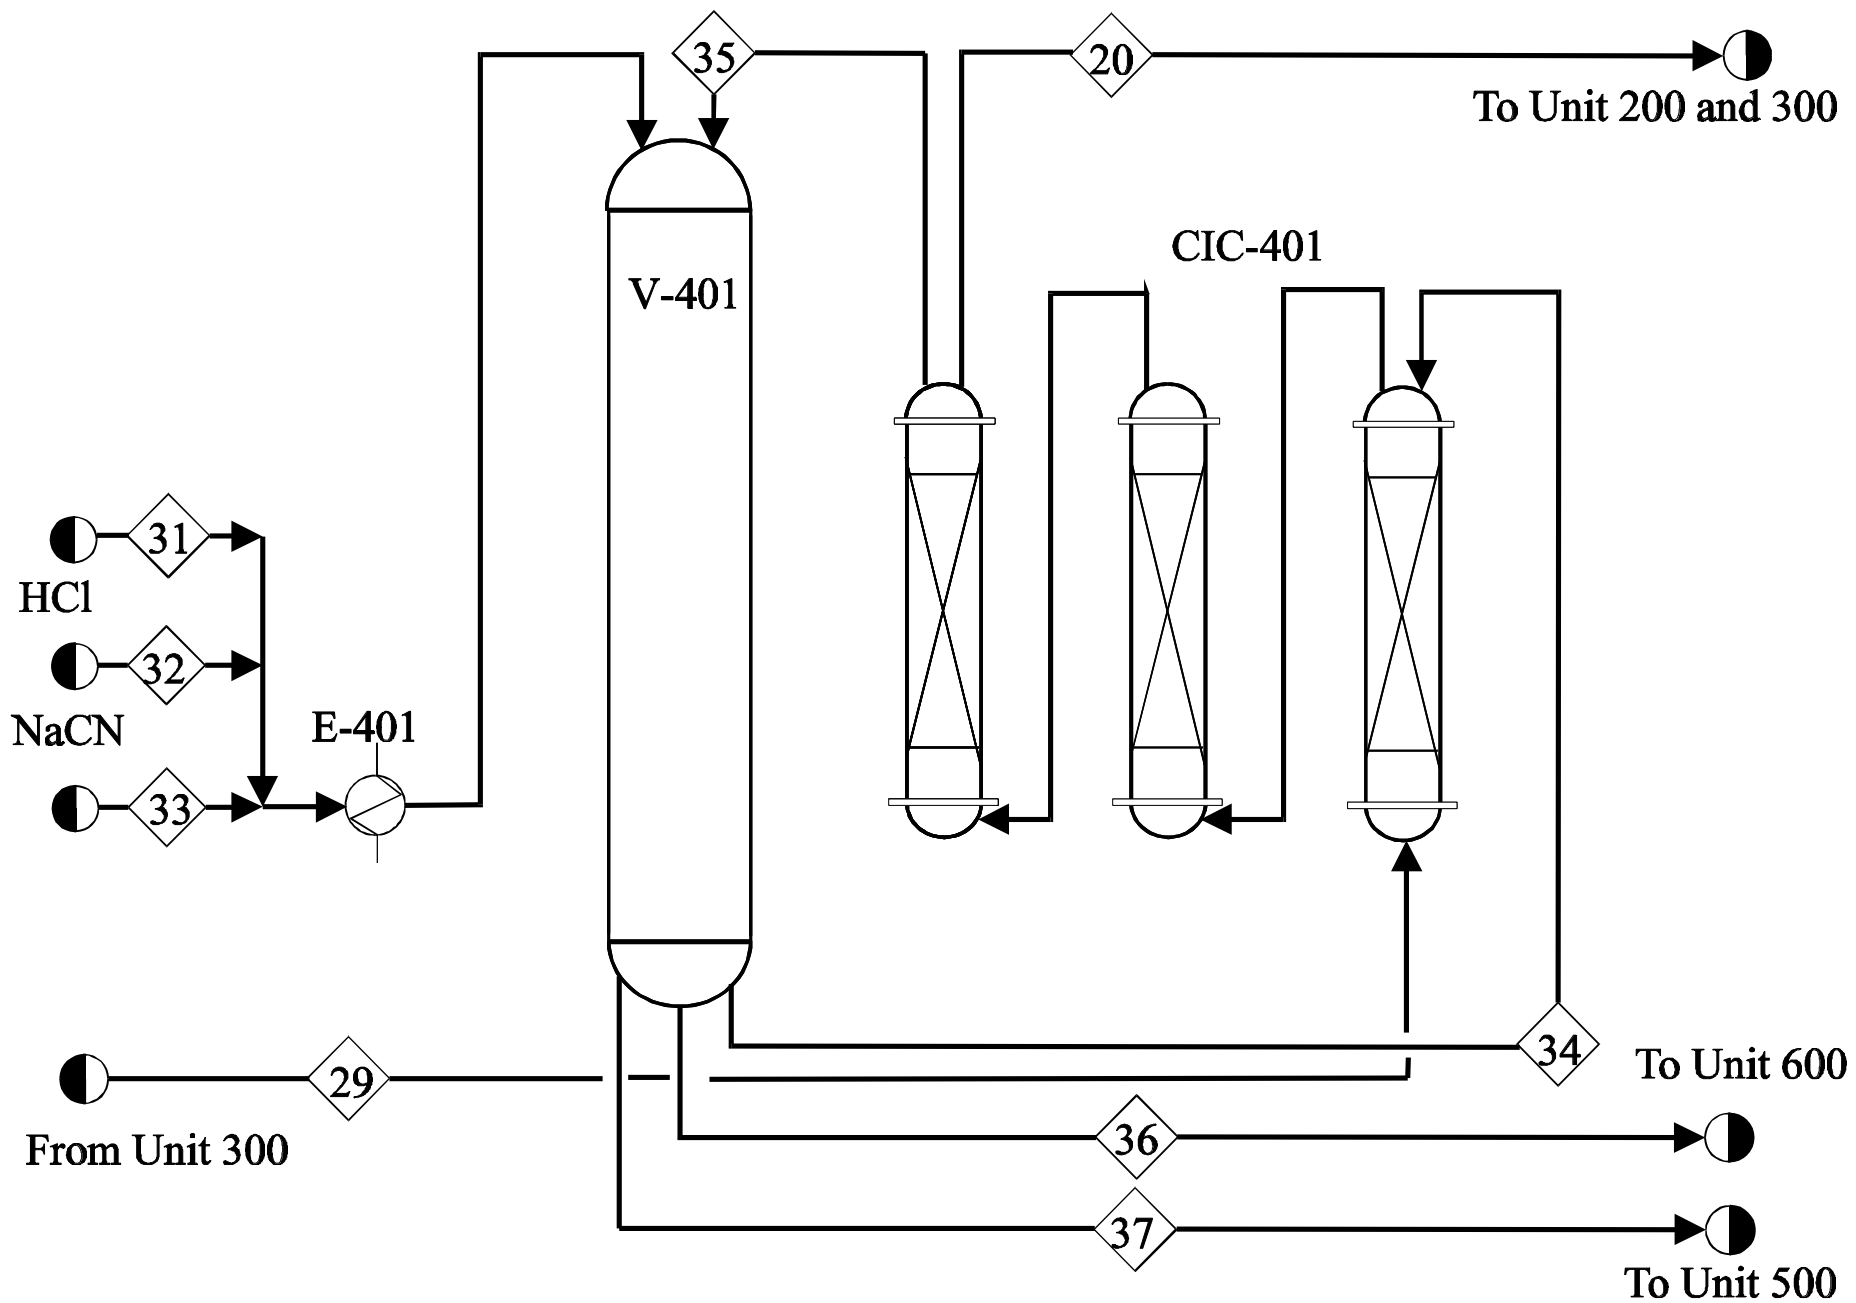 35
20
To Unit 200 and 300
CIC-401
V-401
31
HCl
32
NaCN
E-401
33
34
To Unit 600
29
From Unit 300
36
37
To Unit 500